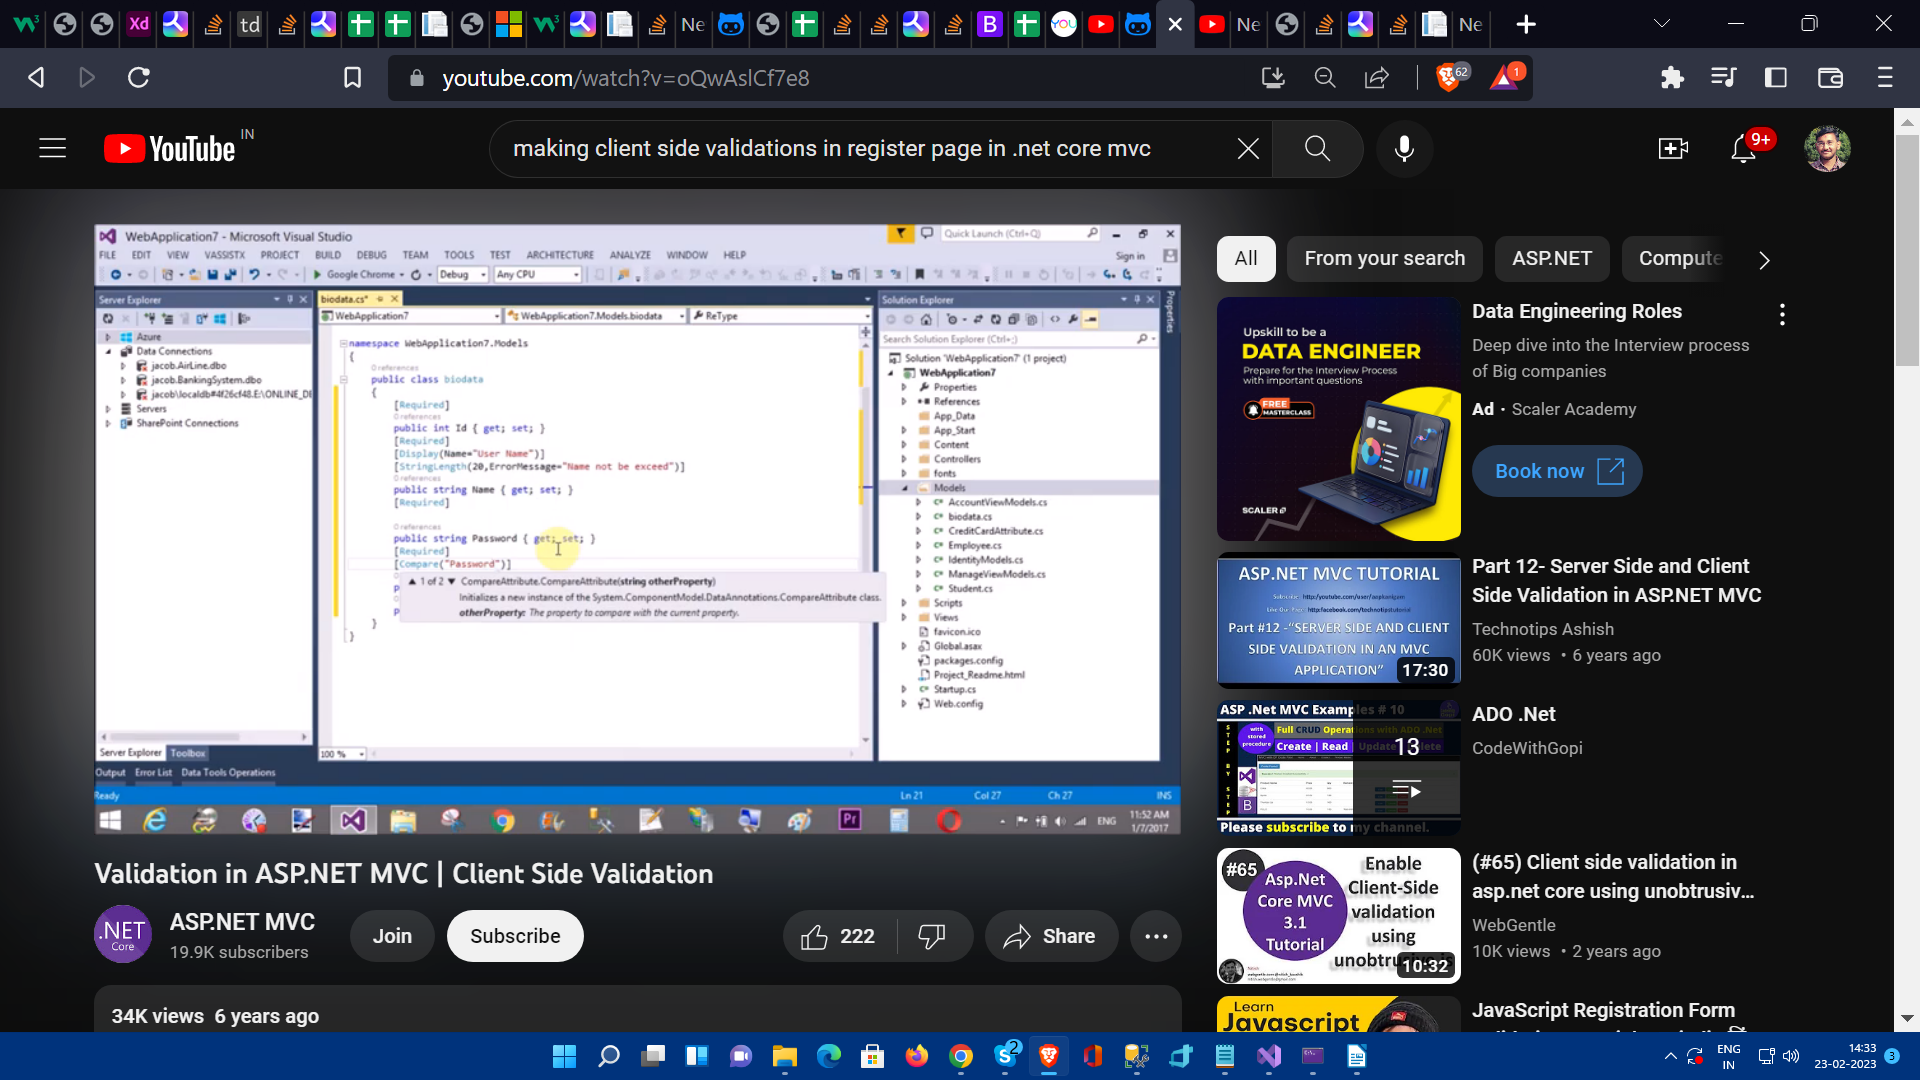 td
Ne
YOU
Ne
Ne
youtube.com/watch?v=oQwAslCf7e8
62
1
YouTube IN
making client side validations in register page in .net core mvc
9+
WebApplication7 - Microsoft Visual Studio
Quick Launch (Ctrl+Q)
FILE EDIT VIEW VASSISTX PROJECT BUILD DEBUG TEAM TOOLS TEST ARCHITECTURE ANALYZE WINDOW HELP
Sign in
Google Chrome
Debug
Any CPU
Server Explorer
Azure
Data Connections
jacob.AirLine.dbo
jacob.BankingSystem.dbo
jacob\localdb#4f26cf48.E:\ONLINE_DE
Servers
SharePoint Connections
Server Explorer Toolbox
Output Error List Data Tools Operations
biodata.cs*
WebApplication7
WebApplication7.Models.biodata
ReType
namespace WebApplication7.Models
{
0 references
public class biodata
{
[Required]
0 references
public int Id { get; set; }
[Required]
[Display(Name="User Name")]
[StringLength(20,ErrorMessage="Name not be exceed")]
0 references
public string Name { get; set; }
[Required]
0 references
public string Password { get; set; }
[Required]
[Compare("Password")]
1 of 2 CompareAttribute.CompareAttribute(string otherProperty)
Initializes a new instance of the System.ComponentModel.DataAnnotations.CompareAttribute class.
otherProperty: The property to compare with the current property.
}
}
100 %
Solution Explorer
Search Solution Explorer (Ctrl+;)
Solution 'WebApplication7' (1 project)
WebApplication7
Properties
References
App_Data
App_Start
Content
Controllers
fonts
Models
AccountViewModels.cs
biodata.cs
CreditCardAttribute.cs
Employee.cs
IdentityModels.cs
ManageViewModels.cs
Student.cs
Scripts
Views
favicon.ico
Global.asax
packages.config
Project_Readme.html
Startup.cs
Web.config
Properties
Ready
Ln 21 Col 27 Ch 27 INS
Pr
ENG
11:52 AM
1/7/2017
Validation in ASP.NET MVC | Client Side Validation
.NET
Core
ASP.NET MVC
19.9K subscribers
Join
Subscribe
222
Share
34K views 6 years ago
All
From your search
ASP.NET
Compute
Upskill to be a
DATA ENGINEER
Prepare for the Interview Process
with important questions
FREE
MASTERCLASS
SCALER
Data Engineering Roles
Deep dive into the Interview process
of Big companies
Ad • Scaler Academy
Book now
ASP.NET MVC TUTORIAL
Part #12 -"SERVER SIDE AND CLIENT
SIDE VALIDATION IN AN MVC
APPLICATION"
17:30
Part 12- Server Side and Client
Side Validation in ASP.NET MVC
Technotips Ashish
60K views • 6 years ago
ASP .Net MVC Examples # 10
with stored procedure
Full CRUD Operations with ADO .Net
Create | Read | Update | Delete
STEP BY STEP
13
Please subscribe to my channel.
ADO .Net
CodeWithGopi
#65
Asp.Net
Core MVC
3.1
Tutorial
Enable
Client-Side
validation
using
unobtrusive
10:32
(#65) Client side validation in
asp.net core using unobtrusiv...
WebGentle
10K views • 2 years ago
Learn
Javascript
JavaScript Registration Form
2
ENG
IN
14:33
23-02-2023
3